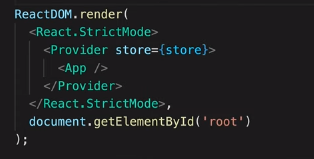 ReactDOM.render(
  <React.StrictMode>
    <Provider store={store}>
      <App />
    </Provider>
  </React.StrictMode>,
  document.getElementById('root')
);